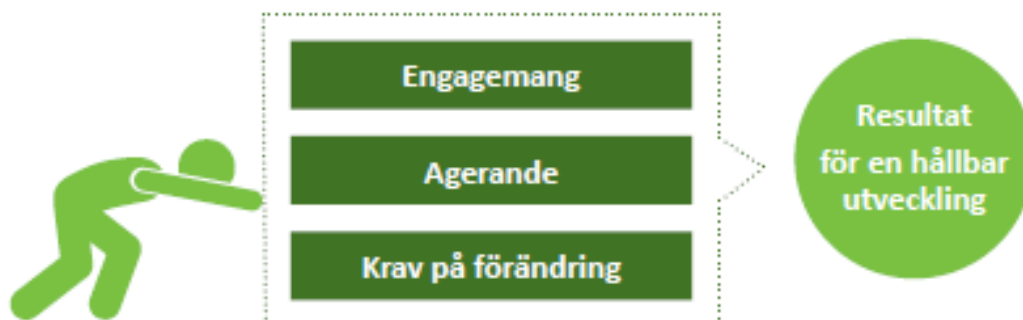 Engagemang
Agerande
Krav på förändring
Resultat
för en hållbar
utveckling